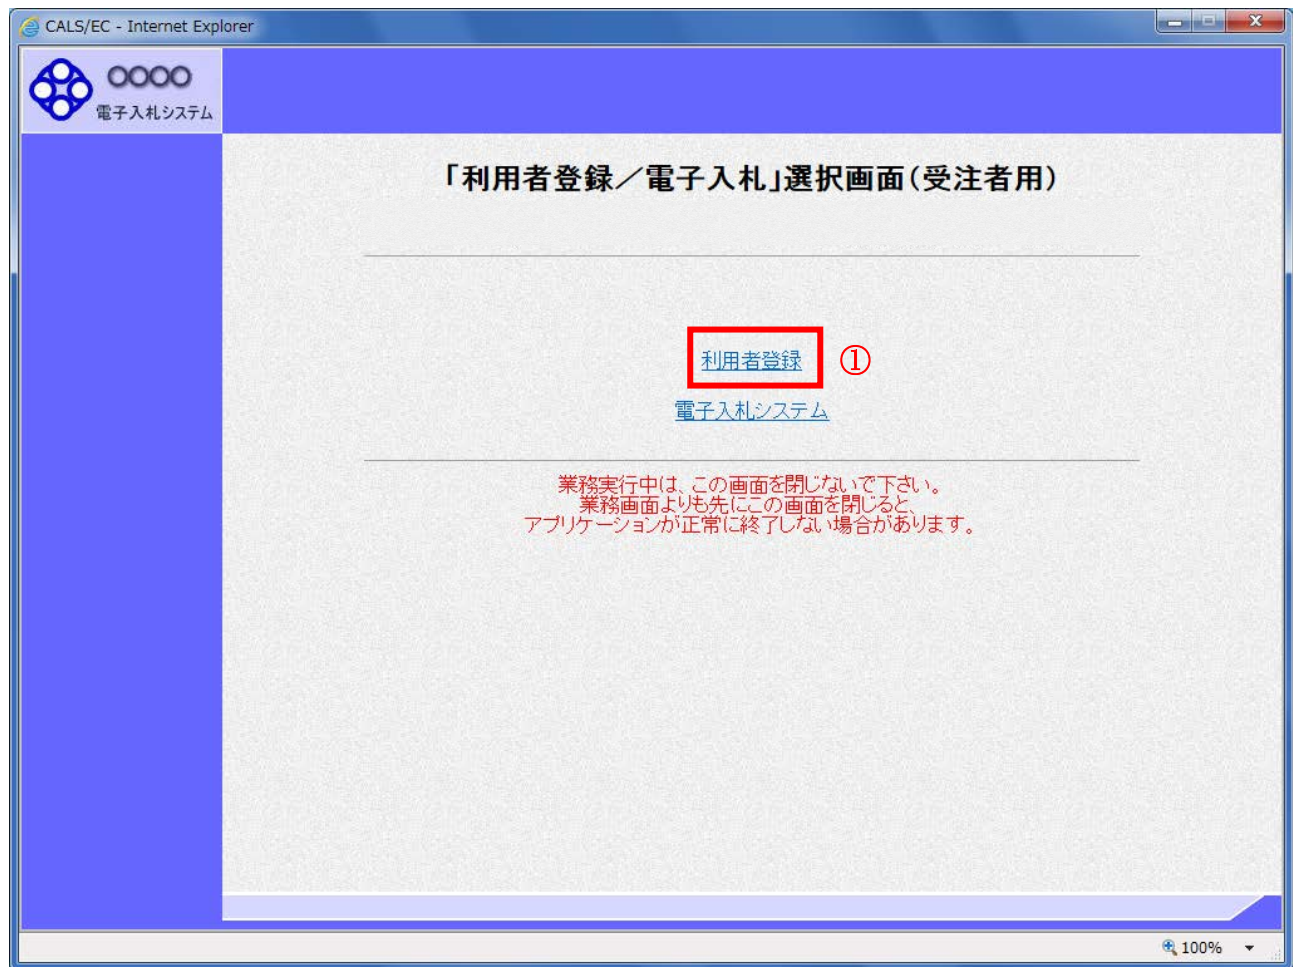 CALS/EC - Internet Explorer
○○○○
電子入札システム
「利用者登録／電子入札」選択画面（受注者用）
利用者登録 ①
電子入札システム
業務実行中は、この画面を閉じないで下さい。
業務画面よりも先にこの画面を閉じると、
アプリケーションが正常に終了しない場合があります。
100%